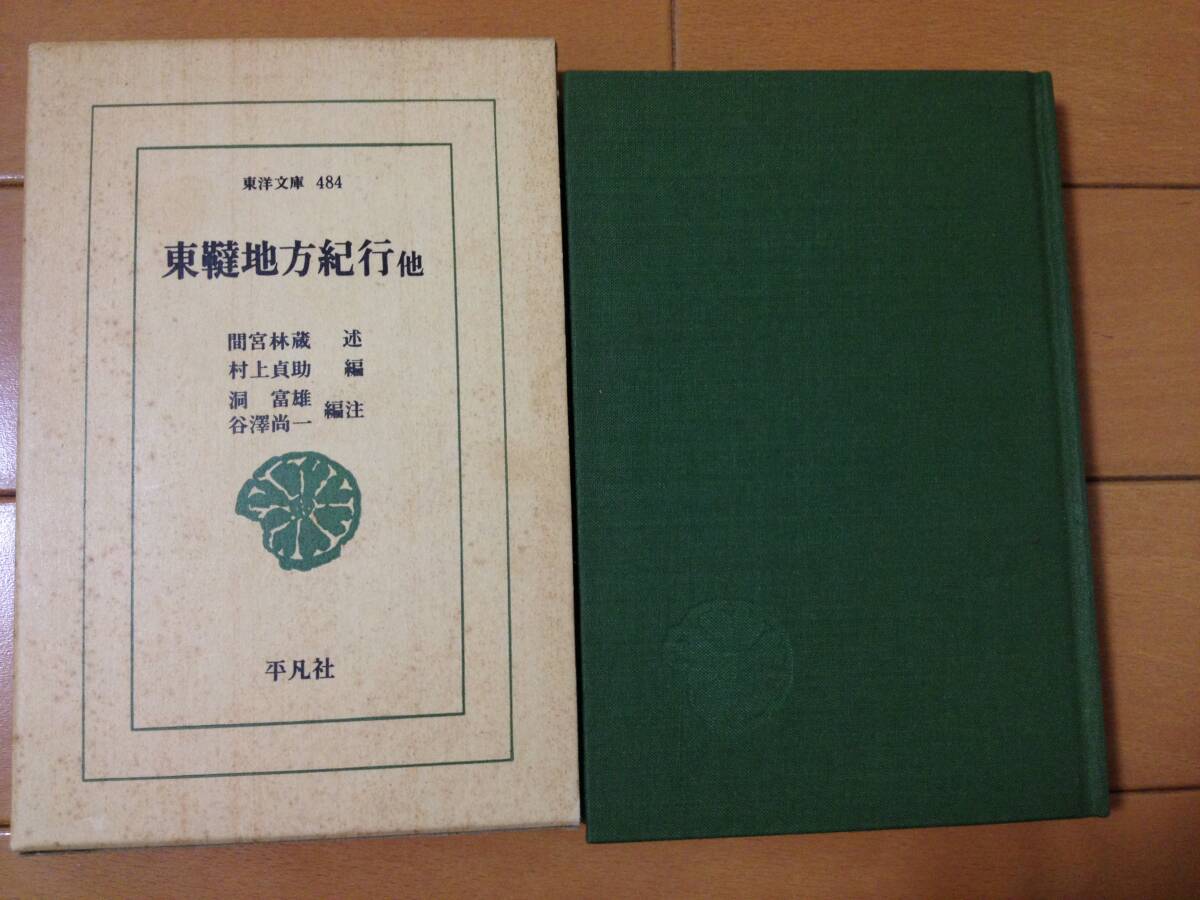 東洋文庫 484
東韃地方紀行他
間宮林蔵 述
村上貞助 編
洞 富雄
谷澤尚一 編注
平凡社